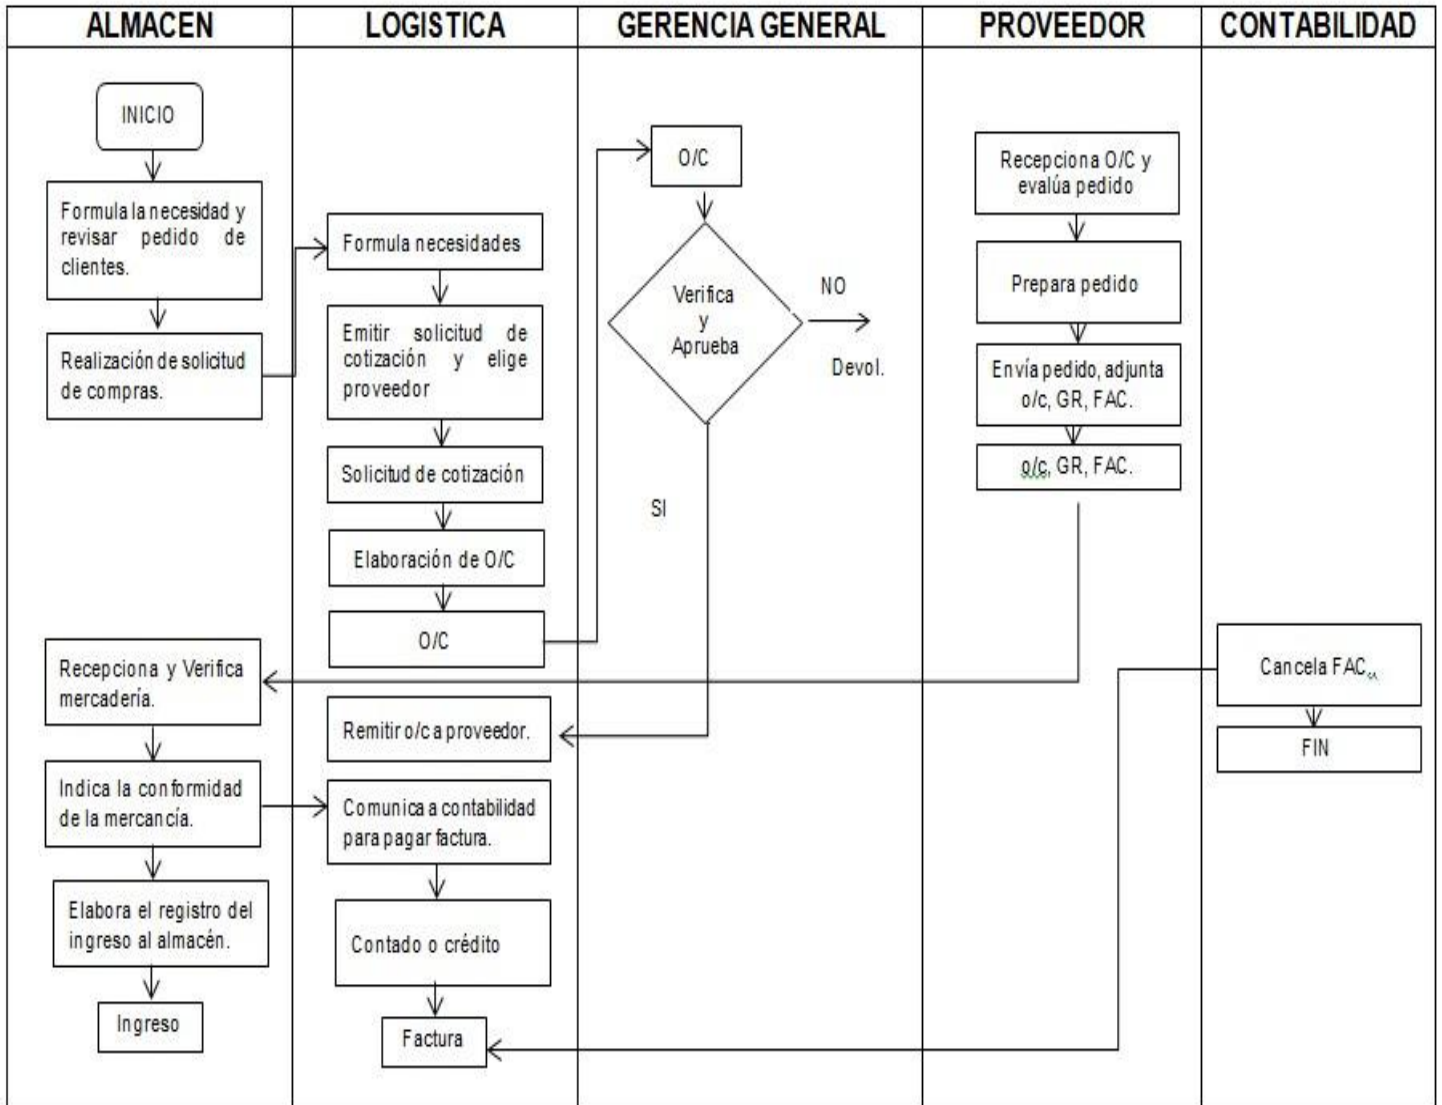 ALMACEN
INICIO
Formula la necesidad y
revisar pedido de
clientes.
Realización de solicitud
de compras.
Recepciona y Verifica
mercadería.
Indica la conformidad
de la mercancía.
Elabora el registro del
ingreso al almacén.
Ingreso
LOGISTICA
Formula necesidades
Emitir solicitud de
cotización y elige
proveedor
Solicitud de cotización
Elaboración de O/C
O/C
Remitir o/c a proveedor.
Comunica a contabilidad
para pagar factura.
Contado o crédito
Factura
GERENCIA GENERAL
O/C
Verifica
y
Aprueba
NO
Devol.
SI
PROVEEDOR
Recepciona O/C y
evalúa pedido
Prepara pedido
Envía pedido, adjunta
o/c, GR, FAC.
o/c, GR, FAC.
CONTABILIDAD
Cancela FAC
FIN